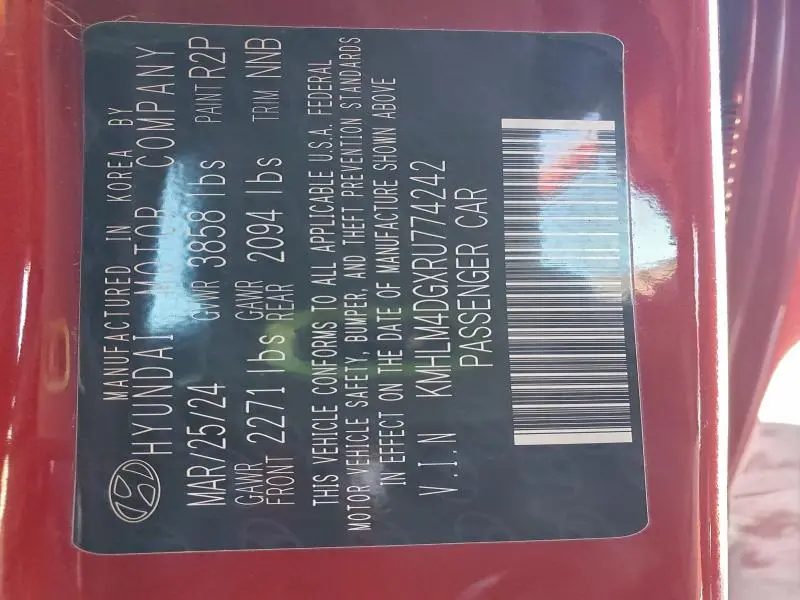 MANUFACTURED IN KOREA BY
HYUNDAI MOTOR COMPANY
MAR/25/24 GVWR 3858 lbs PAINT R2P
GAWR FRONT 2271 lbs GAWR REAR 2094 lbs TRIM NNB
THIS VEHICLE CONFORMS TO ALL APPLICABLE U.S.A. FEDERAL
MOTOR VEHICLE SAFETY, BUMPER, AND THEFT PREVENTION STANDARDS
IN EFFECT ON THE DATE OF MANUFACTURE SHOWN ABOVE
V.I.N KMHLM4DGXRU774242
PASSENGER CAR